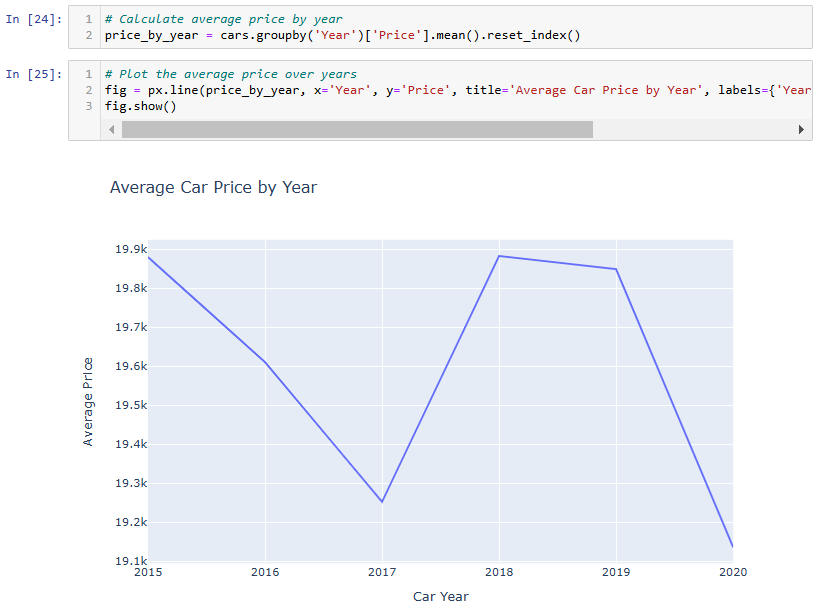 In [24]:
1 # Calculate average price by year
2 price_by_year = cars.groupby('Year')['Price'].mean().reset_index()
In [25]:
1 # Plot the average price over years
2 fig = px.line(price_by_year, x='Year', y='Price', title='Average Car Price by Year', labels={'Year
3 fig.show()
Average Car Price by Year
19.9k
19.8k
19.7k
19.6k
19.5k
19.4k
19.3k
19.2k
19.1k
Average Price
2015 2016 2017 2018 2019 2020
Car Year